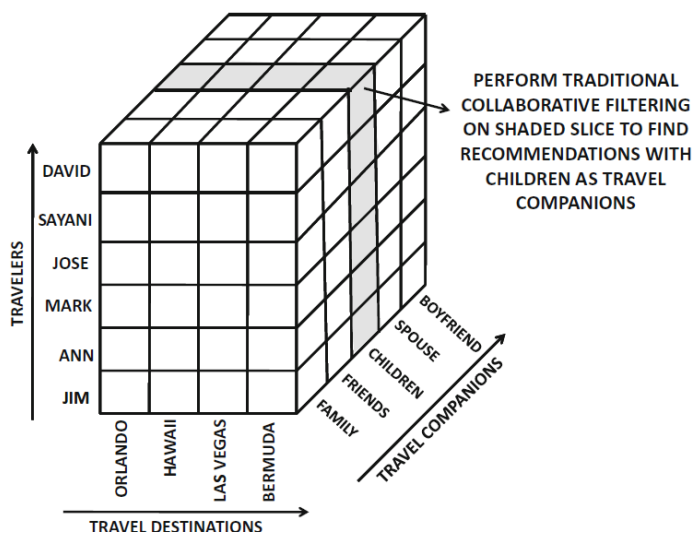 PERFORM TRADITIONAL
COLLABORATIVE FILTERING
ON SHADED SLICE TO FIND
RECOMMENDATIONS WITH
CHILDREN AS TRAVEL
COMPANIONS
TRAVELERS
DAVID
SAYANI
JOSE
MARK
ANN
JIM
ORLANDO
HAWAII
LAS VEGAS
BERMUDA
TRAVEL DESTINATIONS
FAMILY
FRIENDS
CHILDREN
SPOUSE
BOYFRIEND
TRAVEL COMPANIONS